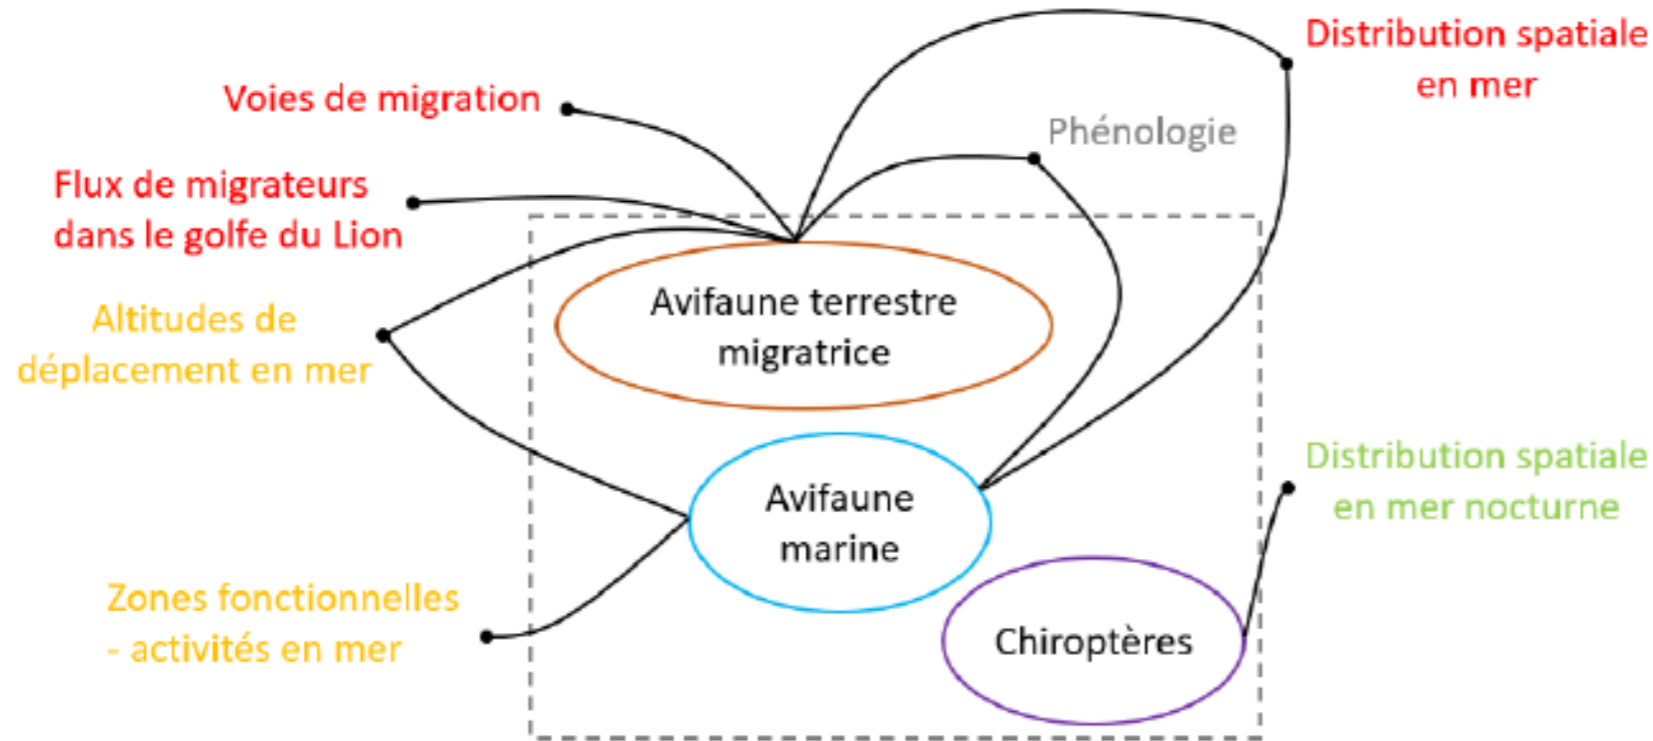 Distribution spatiale
en mer
Voies de migration
Phénologie
Flux de migrateurs
dans le golfe du Lion
Avifaune terrestre
migratrice
Altitudes de
déplacement en mer
Avifaune
marine
Distribution spatiale
en mer nocturne
Zones fonctionnelles
- activités en mer
Chiroptères